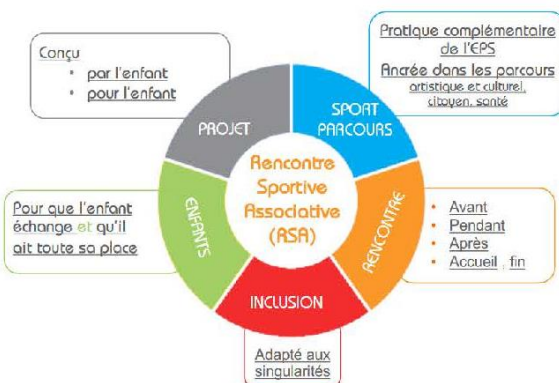 Conçu
• par l'enfant
• pour l'enfant
Pratique complémentaire
de l'EPS
Ancrée dans les parcours
artistique et culturel,
citoyen, santé
PROJET
SPORT
PARCOURS
Rencontre
Sportive
Associative
(RSA)
Pour que l'enfant
échange et qu'il
ait toute sa place
ENFANTS
RENCONTRE
• Avant
• Pendant
• Après
• Accueil , fin
INCLUSION
Adapté aux
singularités